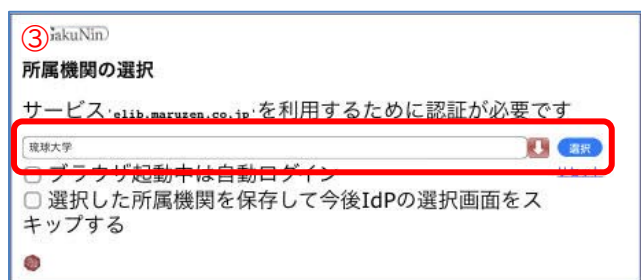 ③ akuNin
所属機関の選択
サービス'elib.maruzen.co.jp'を利用するために認証が必要です
琉球大学 選択
ブラウザ起動中は自動ログイン
選択した所属機関を保存して今後IdPの選択画面をス
キップする